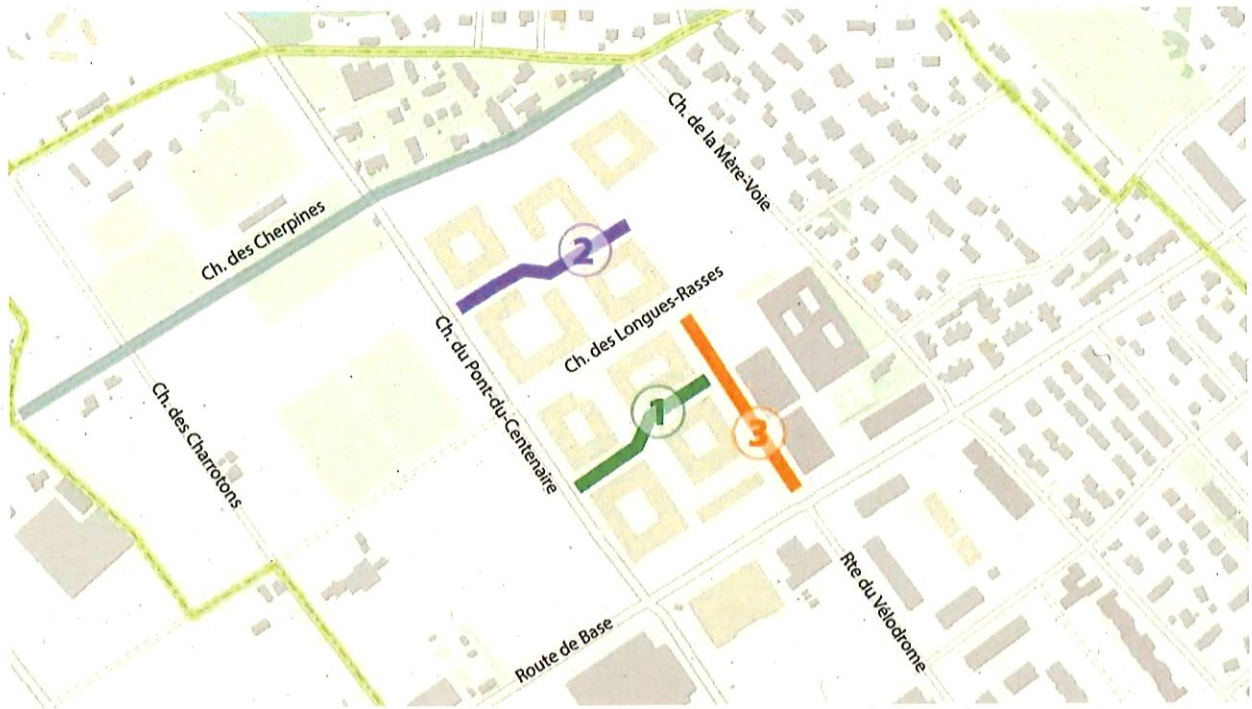 Ch. de la Mère-Voie
Ch. des Cherpines
2
Ch. des Longues-Rasses
Ch. du Pont-du-Centenaire
1
3
Ch. des Charrotons
Rte du Vélodrome
Route de Base